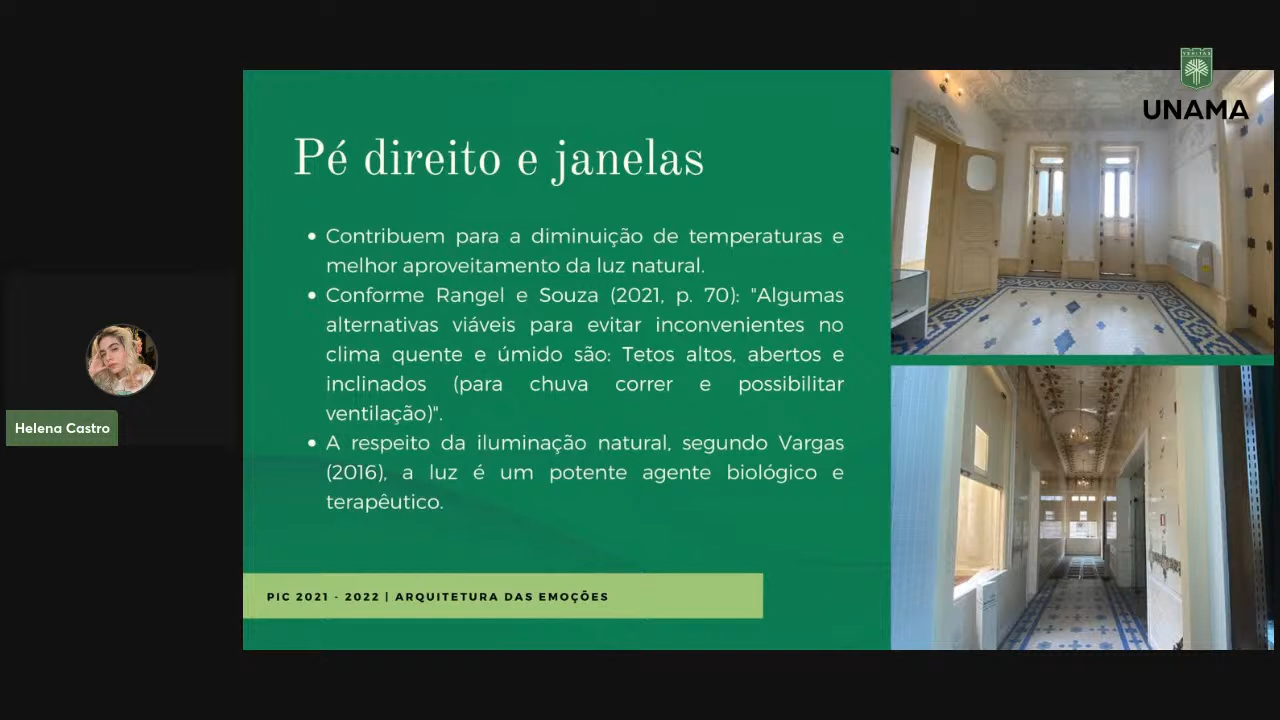 VERITAS
UNAMA
Pé direito e janelas
• Contribuem para a diminuição de temperaturas e
melhor aproveitamento da luz natural.
• Conforme Rangel e Souza (2021, p. 70): "Algumas
alternativas viáveis para evitar inconvenientes no
clima quente e úmido são: Tetos altos, abertos e
inclinados (para chuva correr e possibilitar
ventilação)".
• A respeito da iluminação natural, segundo Vargas
(2016), a luz é um potente agente biológico e
terapêutico.
Helena Castro
PIC 2021 - 2022 | ARQUITETURA DAS EMOÇÕES